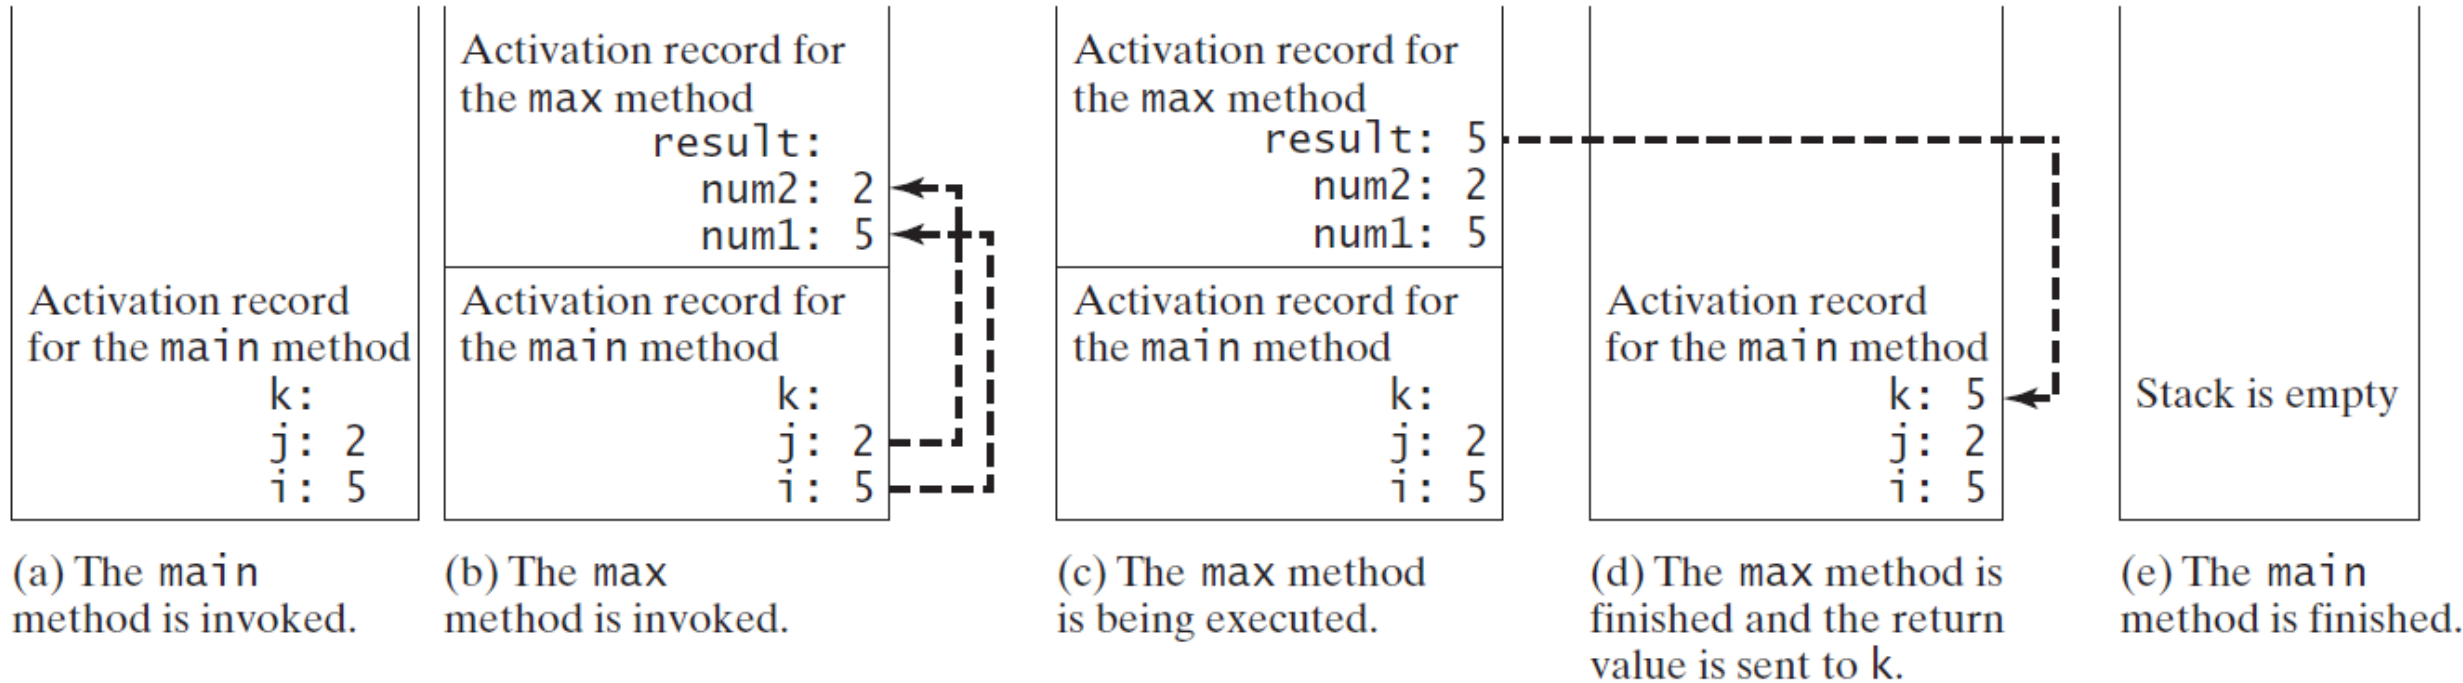 Activation record
for the main method
k:
j: 2
i: 5
(a) The main
method is invoked.
Activation record for
the max method
result:
num2: 2
num1: 5
Activation record for
the main method
k:
j: 2
i: 5
(b) The max
method is invoked.
Activation record for
the max method
result: 5
num2: 2
num1: 5
Activation record for
the main method
k:
j: 2
i: 5
(c) The max method
is being executed.
Activation record
for the main method
k: 5
j: 2
i: 5
(d) The max method is
finished and the return
value is sent to k.
Stack is empty
(e) The main
method is finished.